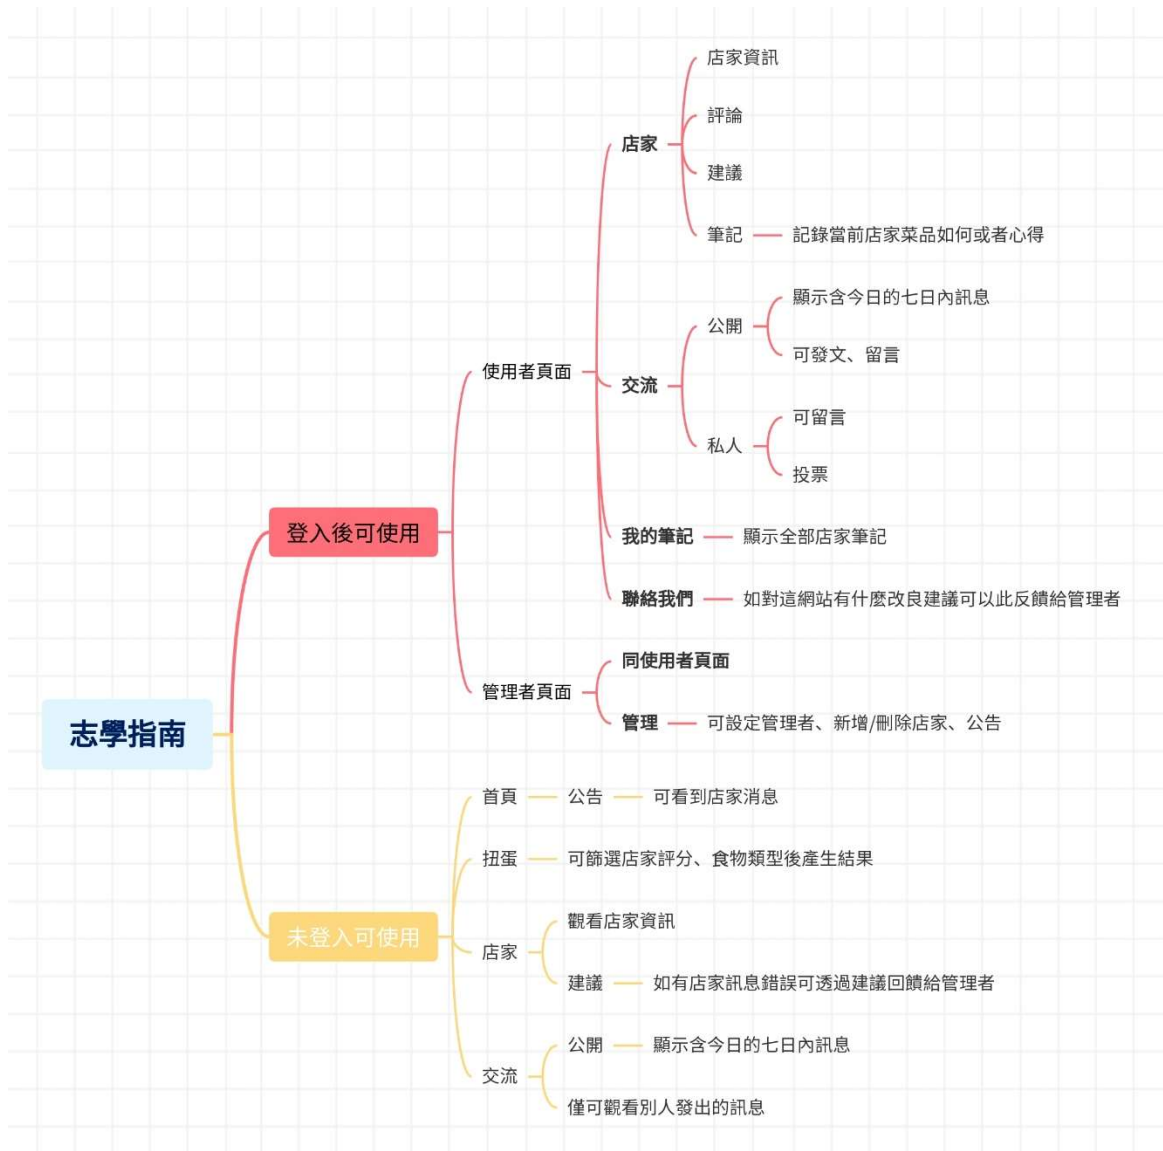 店家資訊
評論
店家
建議
筆記
記錄當前店家菜品如何或者心得
顯示含今日的七日內訊息
公開
可發文、留言
使用者頁面
交流
可留言
私人
投票
登入後可使用
我的筆記
顯示全部店家筆記
聯絡我們
如對這網站有什麼改良建議可以此反饋給管理者
同使用者頁面
管理者頁面
管理
可設定管理者、新增/刪除店家、公告
志學指南
首頁
公告
可看到店家消息
扭蛋
可篩選店家評分、食物類型後產生結果
未登入可使用
觀看店家資訊
店家
建議
如有店家訊息錯誤可透過建議回饋給管理者
公開
顯示含今日的七日內訊息
交流
僅可觀看別人發出的訊息